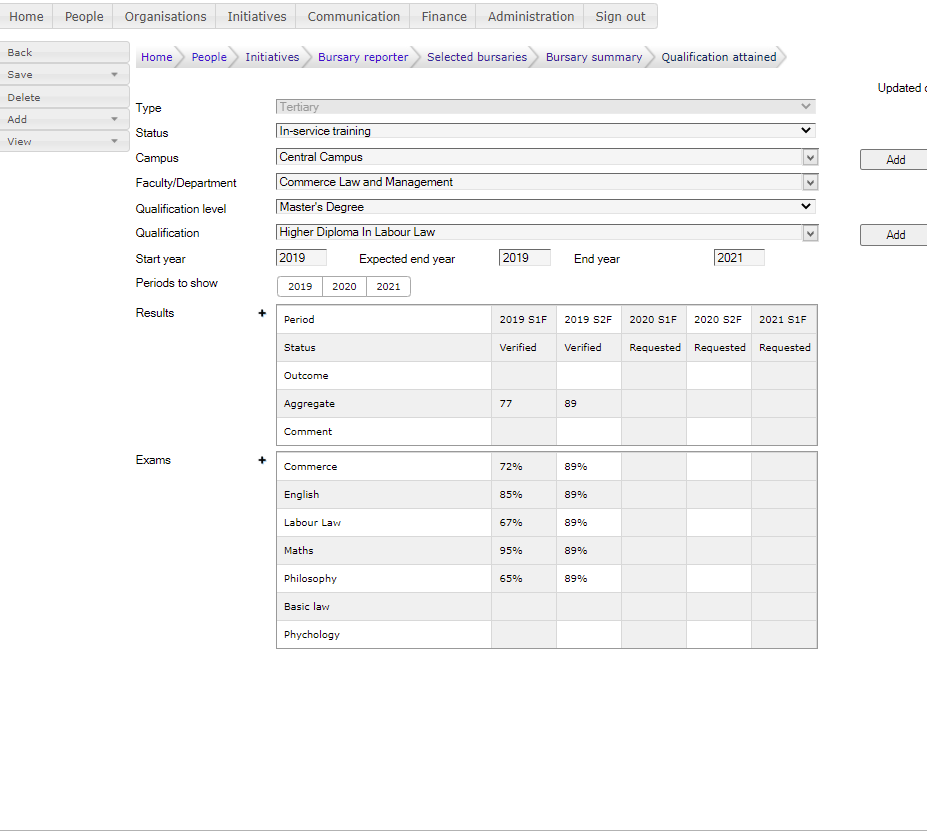 Home People Organisations Initiatives Communication Finance Administration Sign out
Back
Save
Delete
Add
View
Home People Initiatives Bursary reporter Selected bursaries Bursary summary Qualification attained
Updated
Type Tertiary
Status In-service training
Campus Central Campus Add
Faculty/Department Commerce Law and Management
Qualification level Master's Degree
Qualification Higher Diploma In Labour Law Add
Start year 2019 Expected end year 2019 End year 2021
Periods to show 2019 2020 2021
Results + Period 2019 S1F 2019 S2F 2020 S1F 2020 S2F 2021 S1F
Status Verified Verified Requested Requested Requested
Outcome
Aggregate 77 89
Comment
Exams + Commerce 72% 89%
English 85% 89%
Labour Law 67% 89%
Maths 95% 89%
Philosophy 65% 89%
Basic law
Phychology